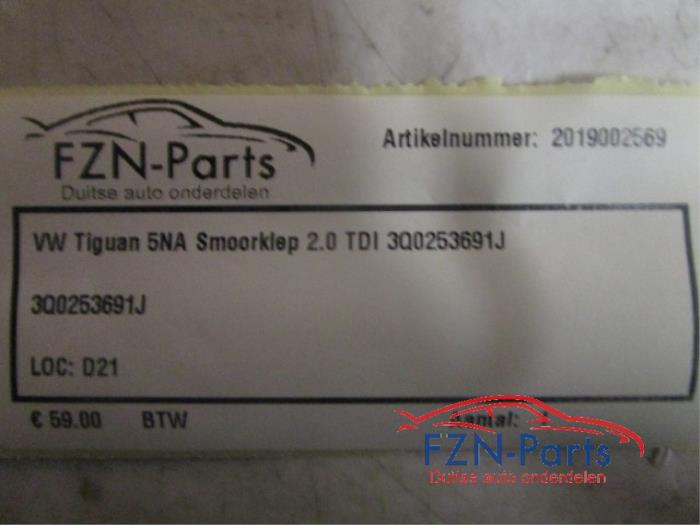 FZN-Parts
Duitse auto onderdelen
Artikelnummer: 2019002569
VW Tiguan 5NA Smoorklep 2.0 TDI 3Q0253691J
3Q0253691J
LOC: D21
€ 59.00 BTW
FZN-Parts
Duitse auto onderdelen